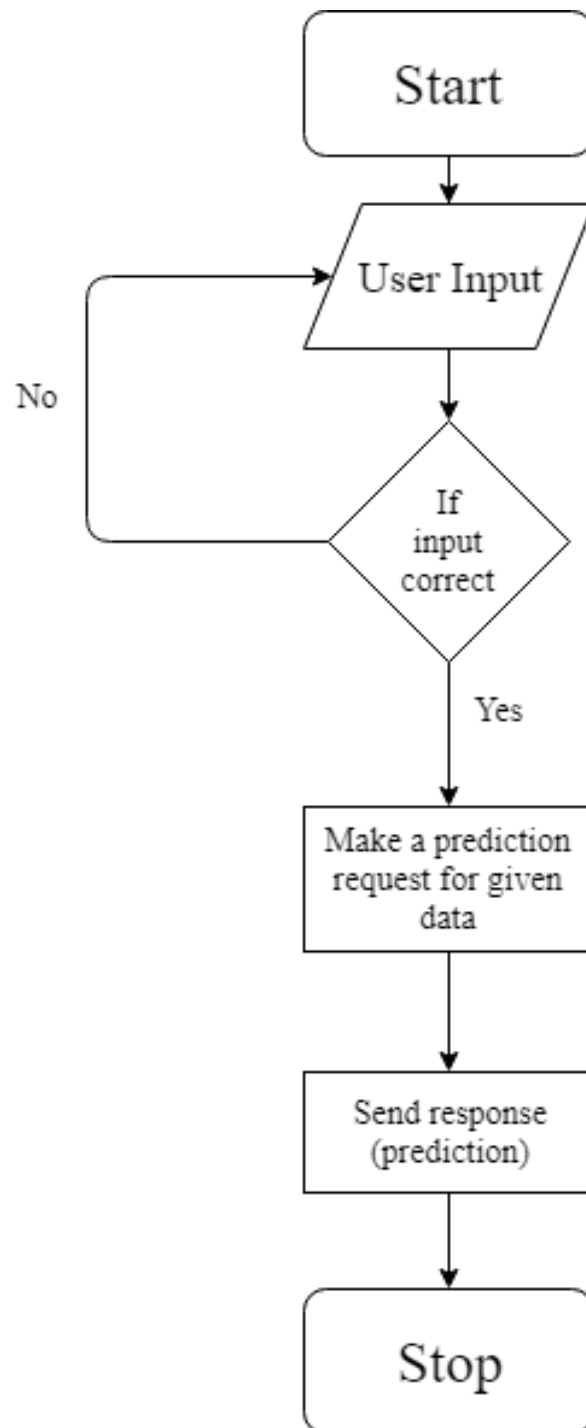 Start
User Input
No
If
input
correct
Yes
Make a prediction
request for given
data
Send response
(prediction)
Stop